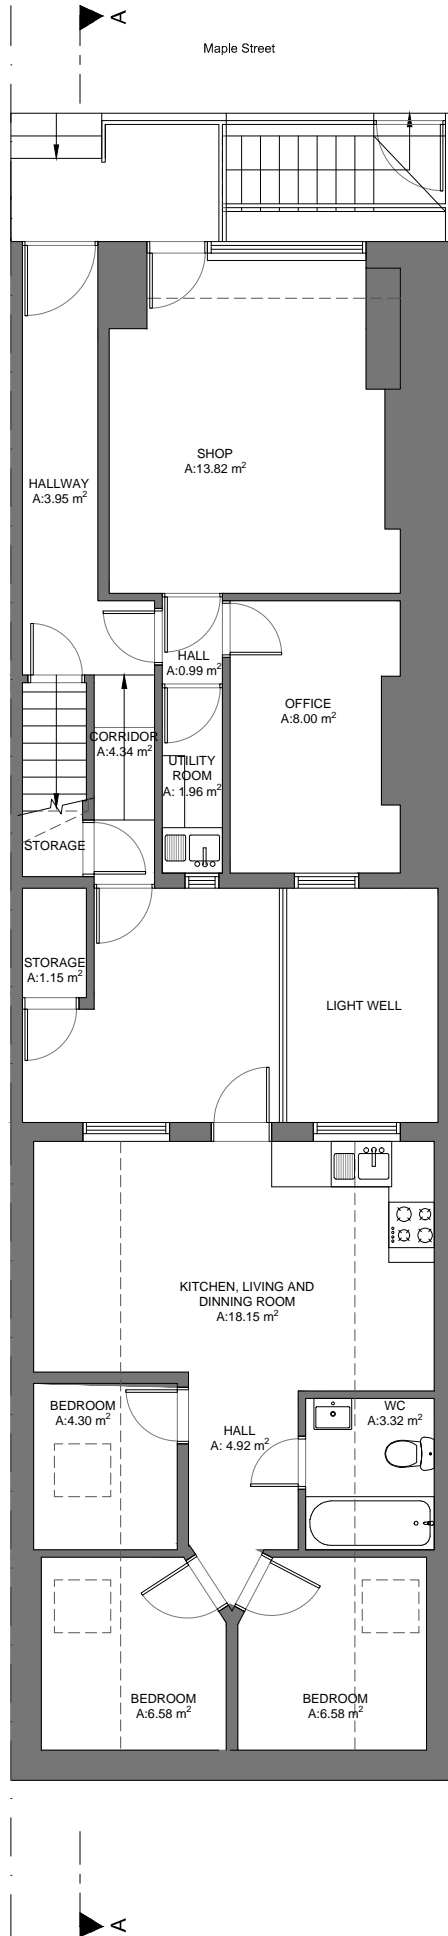 A
Maple Street
SHOP
A:13.82 m²
HALLWAY
A:3.95 m²
HALL
A:0.99 m²
OFFICE
A:8.00 m²
CORRIDOR
A:4.34 m²
UTILITY
ROOM
A: 1.96 m²
STORAGE
STORAGE
A:1.15 m²
LIGHT WELL
KITCHEN, LIVING AND
DINNING ROOM
A:18.15 m²
BEDROOM
A:4.30 m²
HALL
A: 4.92 m²
WC
A:3.32 m²
BEDROOM
A:6.58 m²
BEDROOM
A:6.58 m²
A